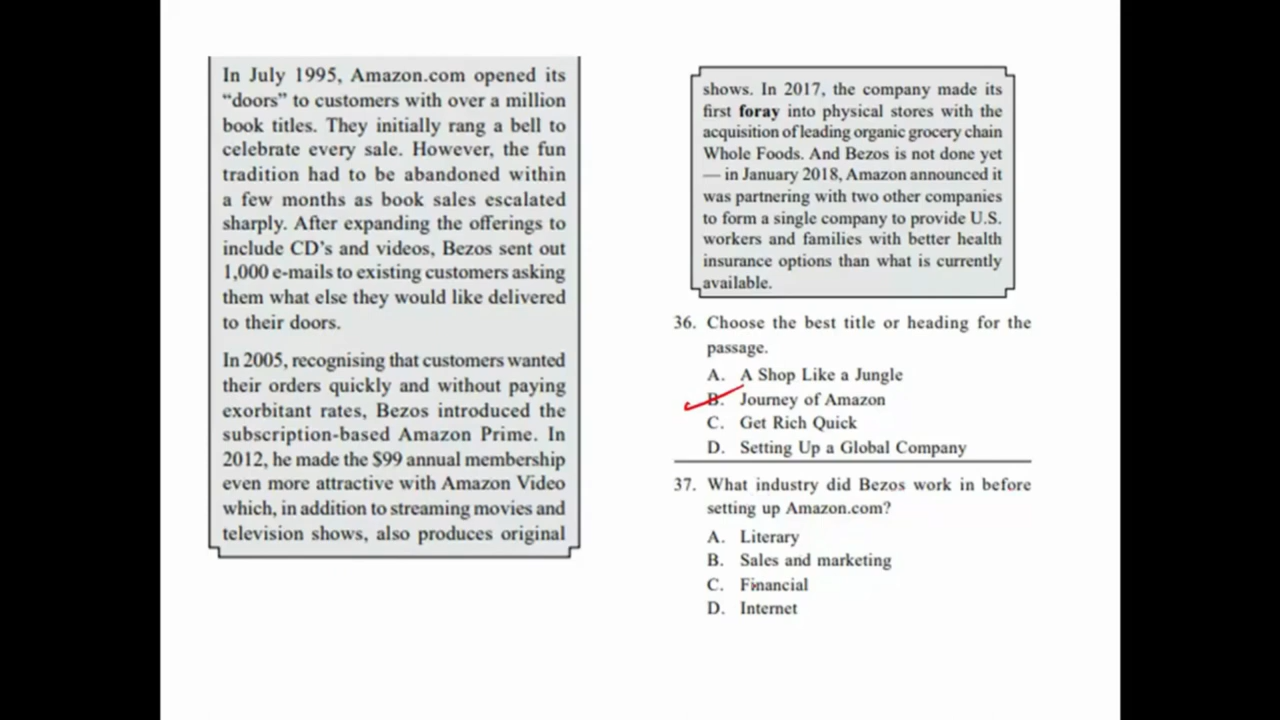 In July 1995, Amazon.com opened its
“doors” to customers with over a million
book titles. They initially rang a bell to
celebrate every sale. However, the fun
tradition had to be abandoned within
a few months as book sales escalated
sharply. After expanding the offerings to
include CD’s and videos, Bezos sent out
1,000 e-mails to existing customers asking
them what else they would like delivered
to their doors.
In 2005, recognising that customers wanted
their orders quickly and without paying
exorbitant rates, Bezos introduced the
subscription-based Amazon Prime. In
2012, he made the $99 annual membership
even more attractive with Amazon Video
which, in addition to streaming movies and
television shows, also produces original
shows. In 2017, the company made its
first foray into physical stores with the
acquisition of leading organic grocery chain
Whole Foods. And Bezos is not done yet
— in January 2018, Amazon announced it
was partnering with two other companies
to form a single company to provide U.S.
workers and families with better health
insurance options than what is currently
available.
36. Choose the best title or heading for the
passage.
A. A Shop Like a Jungle
B. Journey of Amazon
C. Get Rich Quick
D. Setting Up a Global Company
37. What industry did Bezos work in before
setting up Amazon.com?
A. Literary
B. Sales and marketing
C. Financial
D. Internet